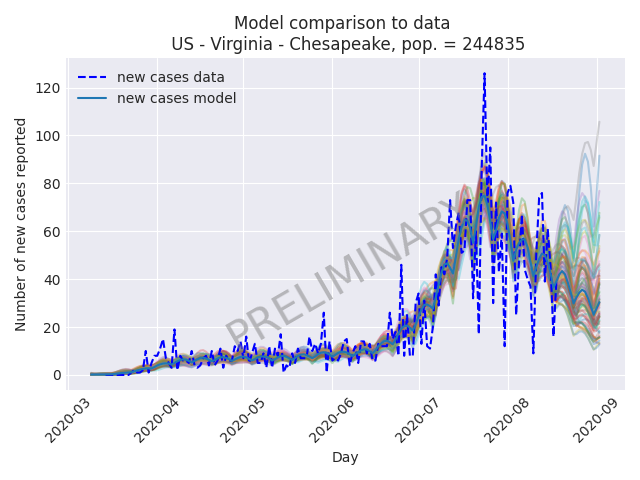 Model comparison to data
US - Virginia - Chesapeake, pop. = 244835
new cases data
new cases model
Number of new cases reported
120
100
80
60
40
20
0
PRELIMINARY
2020-03
2020-04
2020-05
2020-06
2020-07
2020-08
2020-09
Day